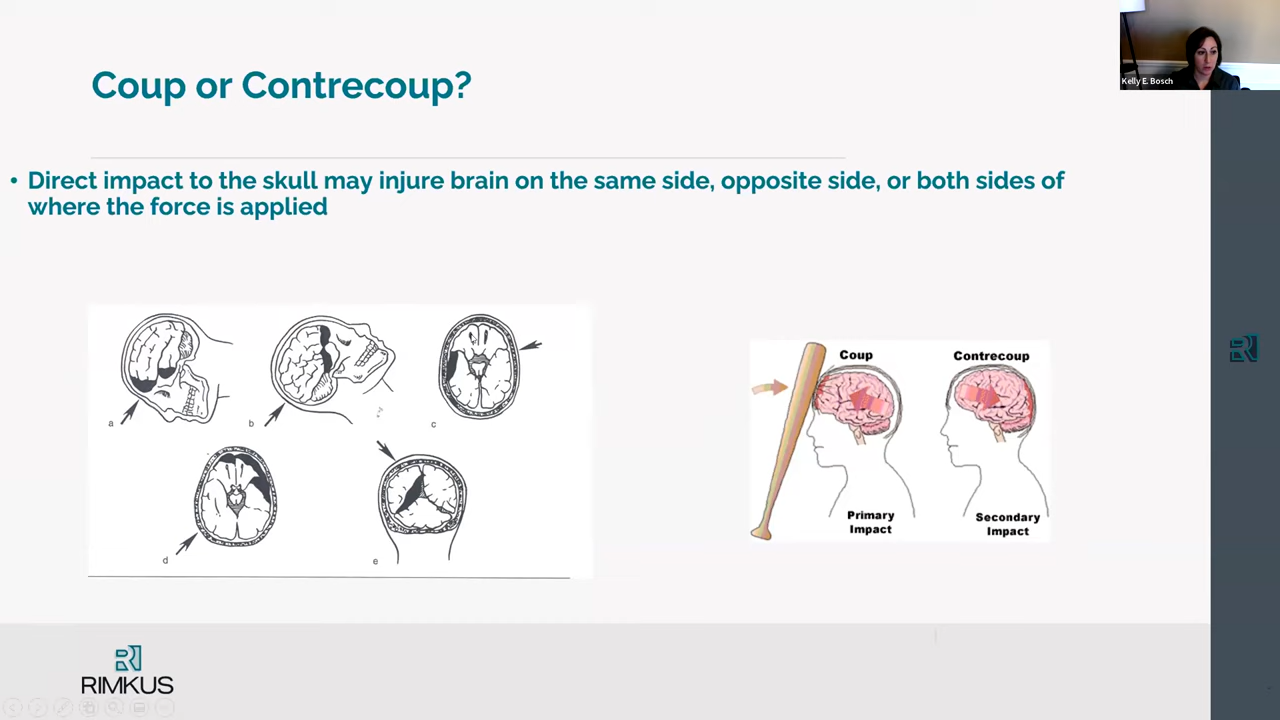 Coup or Contrecoup?
Kelly E. Bosch
• Direct impact to the skull may injure brain on the same side, opposite side, or both sides of
where the force is applied
a
b
c
d
e
Coup
Contrecoup
Primary
Impact
Secondary
Impact
RIMKUS